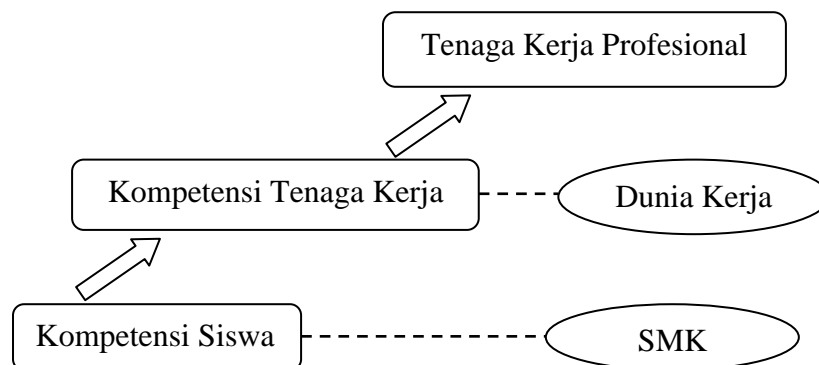 Tenaga Kerja Profesional
Kompetensi Tenaga Kerja
Dunia Kerja
Kompetensi Siswa
SMK